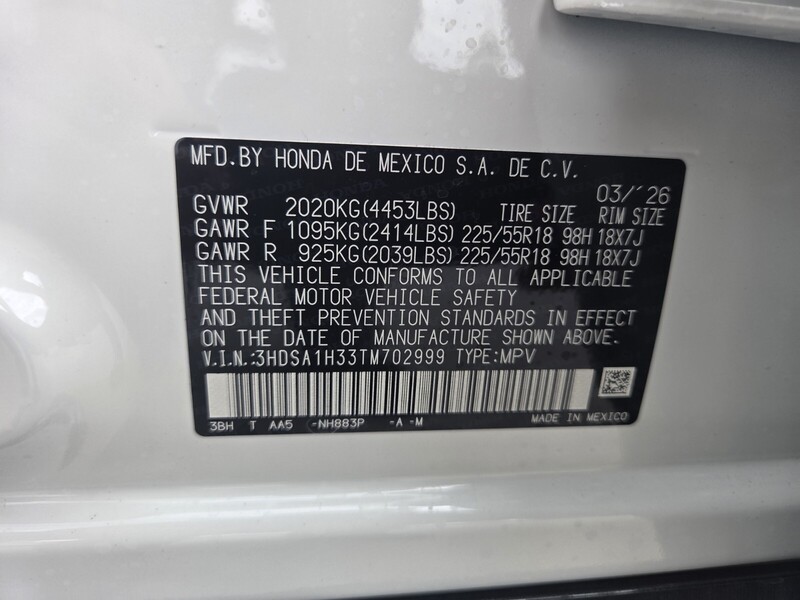 MFD.BY HONDA DE MEXICO S.A. DE C.V.
03/'26
GVWR 2020KG(4453LBS) TIRE SIZE RIM SIZE
GAWR F 1095KG(2414LBS) 225/55R18 98H 18X7J
GAWR R 925KG(2039LBS) 225/55R18 98H 18X7J
THIS VEHICLE CONFORMS TO ALL APPLICABLE
FEDERAL MOTOR VEHICLE SAFETY
AND THEFT PREVENTION STANDARDS IN EFFECT
ON THE DATE OF MANUFACTURE SHOWN ABOVE.
V.I.N.:3HDSA1H33TM702999 TYPE:MPV
3BH T AA5 -NH883P -A -M MADE IN MEXICO